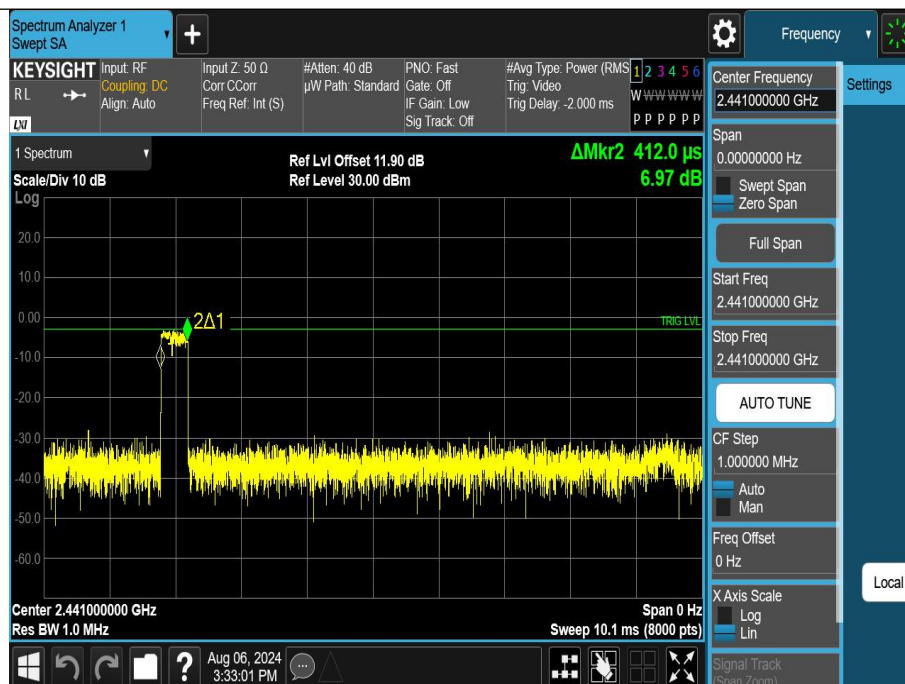 Spectrum Analyzer 1
Swept SA
+
Frequency
KEYSIGHT
RL
LXI
Input: RF
Coupling: DC
Align: Auto
Input Z: 50 Ω
Corr CCorr
Freq Ref: Int (S)
#Atten: 40 dB
µW Path: Standard
PNO: Fast
Gate: Off
IF Gain: Low
Sig Track: Off
#Avg Type: Power (RMS
Trig: Video
Trig Delay: -2.000 ms
1 2 3 4 5 6
W W W W W W
P P P P P P
1 Spectrum
Scale/Div 10 dB
Log
Ref Lvl Offset 11.90 dB
Ref Level 30.00 dBm
ΔMkr2 412.0 µs
6.97 dB
20.0
10.0
0.00
-10.0
-20.0
-30.0
-40.0
-50.0
-60.0
2Δ1
TRIG LVL
Center 2.441000000 GHz
Res BW 1.0 MHz
Span 0 Hz
Sweep 10.1 ms (8000 pts)
Center Frequency
2.441000000 GHz
Settings
Span
0.00000000 Hz
Swept Span
Zero Span
Full Span
Start Freq
2.441000000 GHz
Stop Freq
2.441000000 GHz
AUTO TUNE
CF Step
1.000000 MHz
Auto
Man
Freq Offset
0 Hz
Local
X Axis Scale
Log
Lin
Signal Track
(Span Zoom)
?
Aug 06, 2024
3:33:01 PM